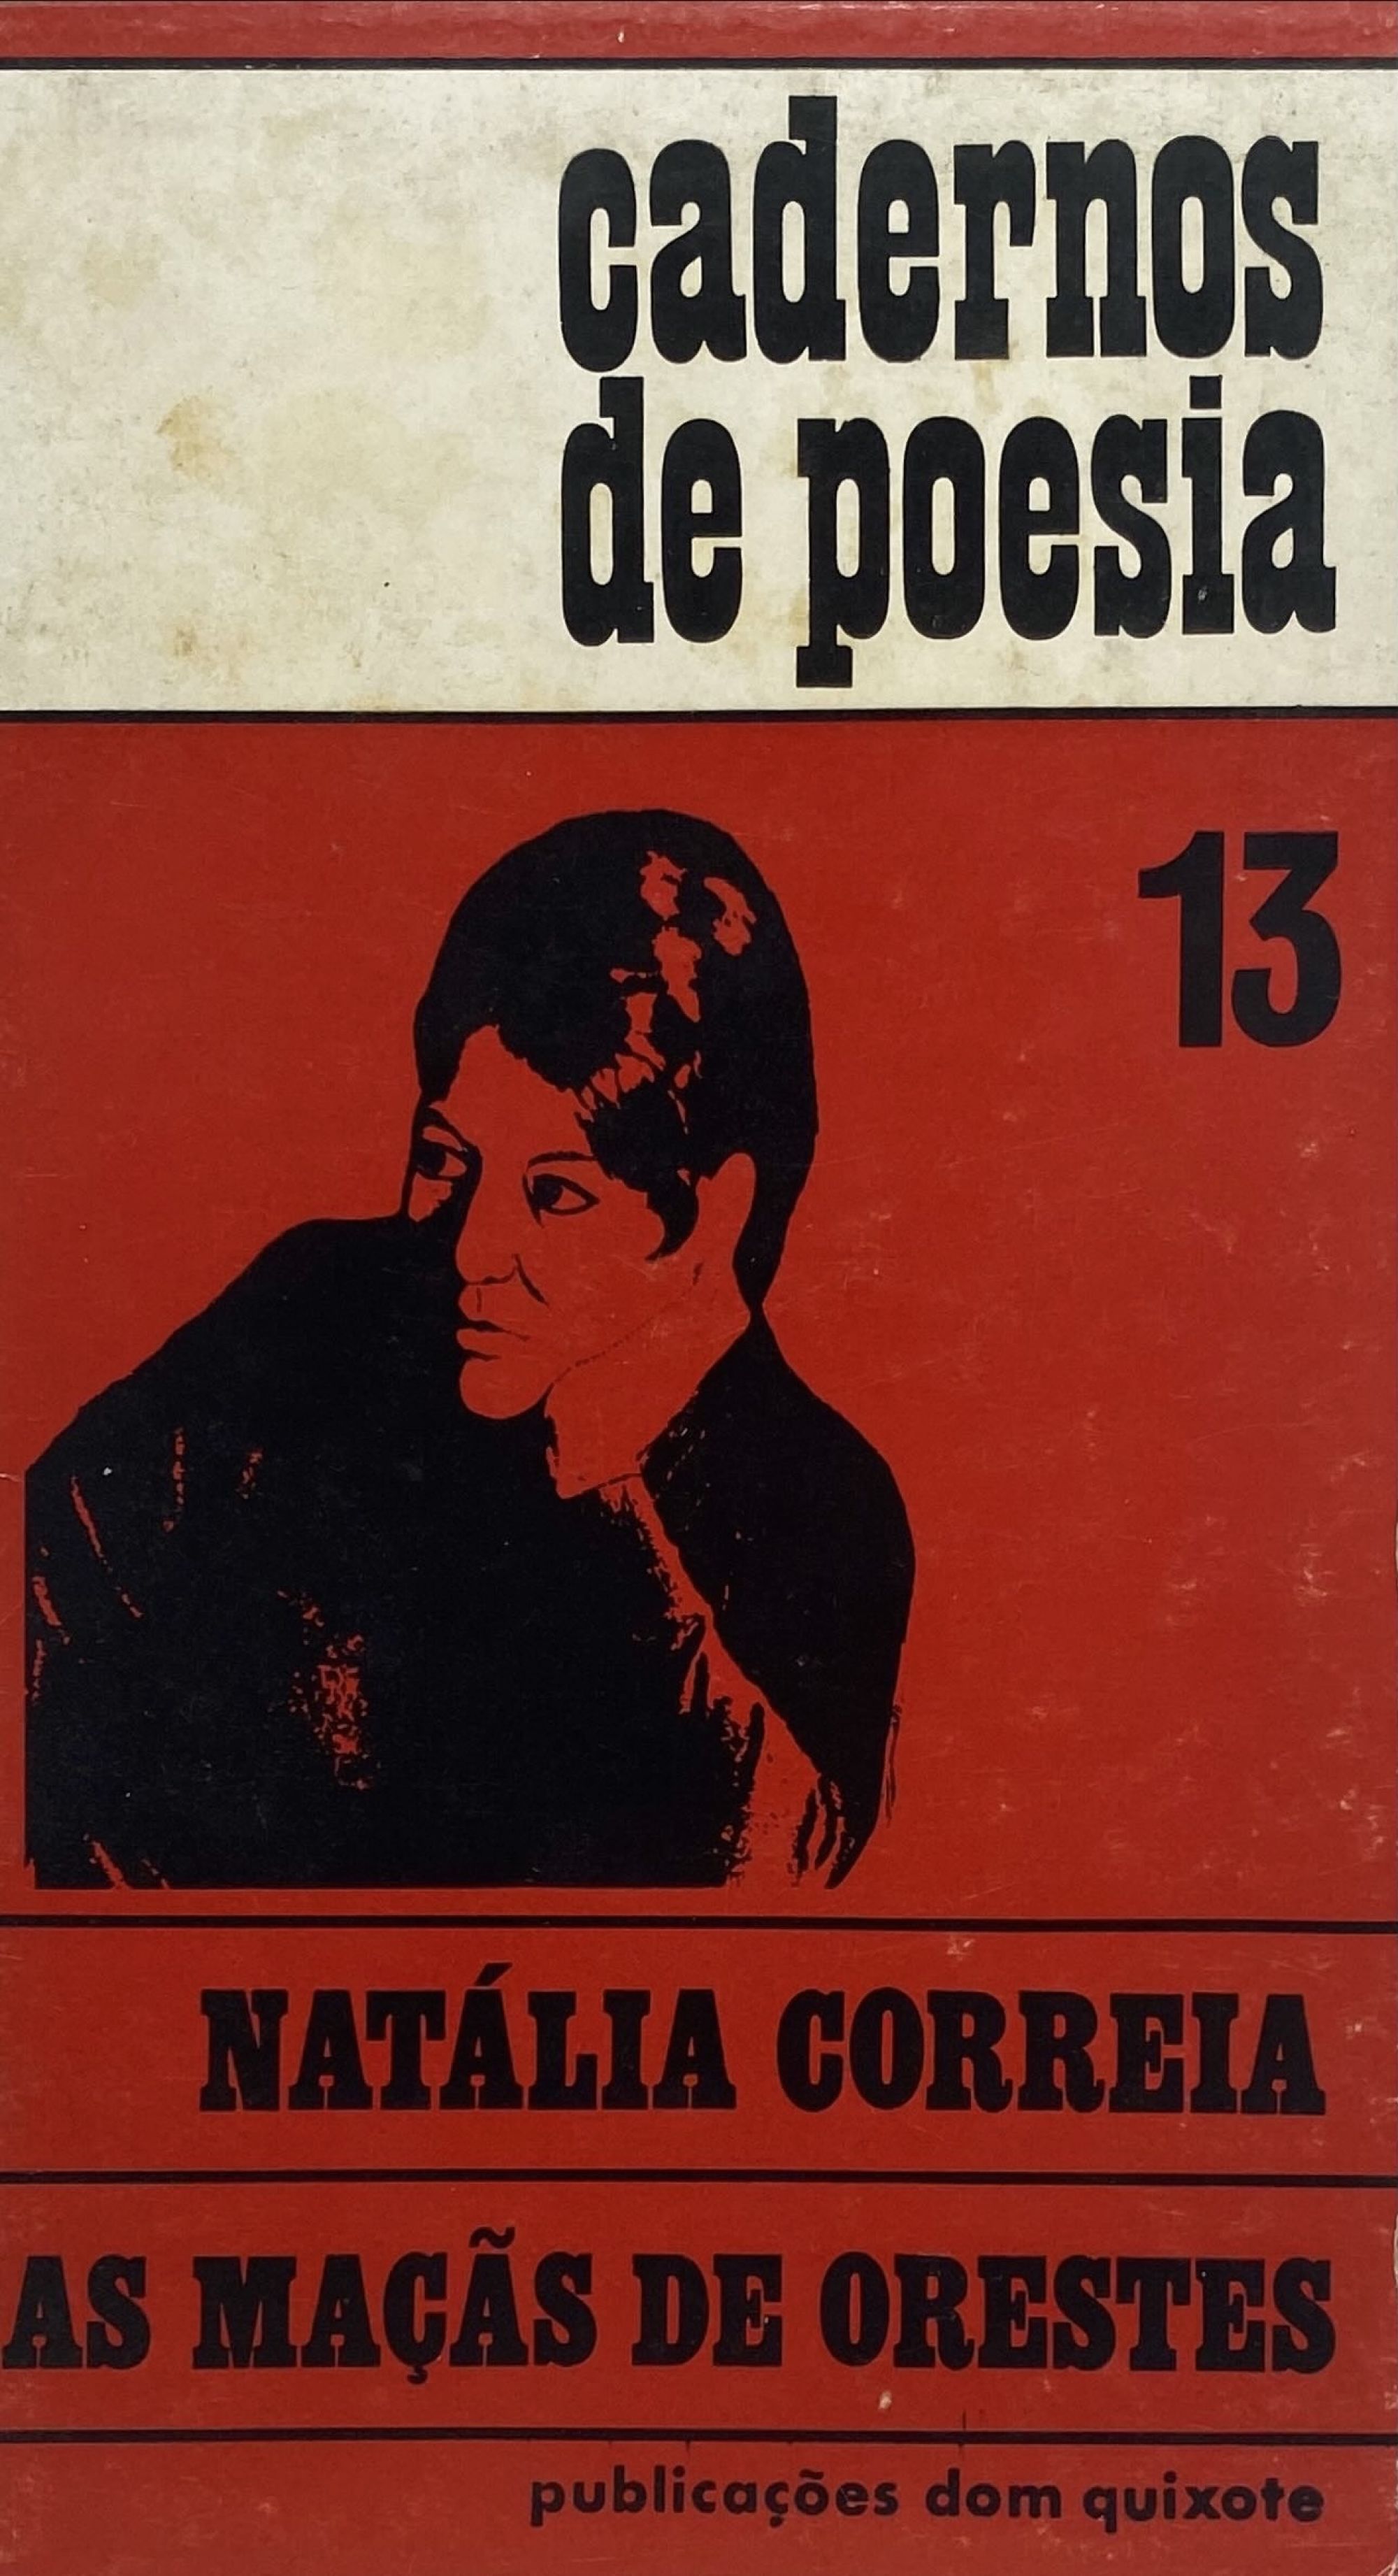 cadernos
de poesia
13
NATÁLIA CORREIA
AS MAÇÃS DE ORESTES
publicações dom quixote